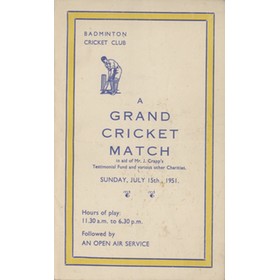 BADMINTON
CRICKET CLUB
A
GRAND
CRICKET
MATCH
in aid of Mr. J. Crapp's
Testimonial Fund and various other Charities.
SUNDAY, JULY 15th, 1951.
Hours of play:
11.30 a.m. to 6.30 p.m.
Followed by
AN OPEN AIR SERVICE